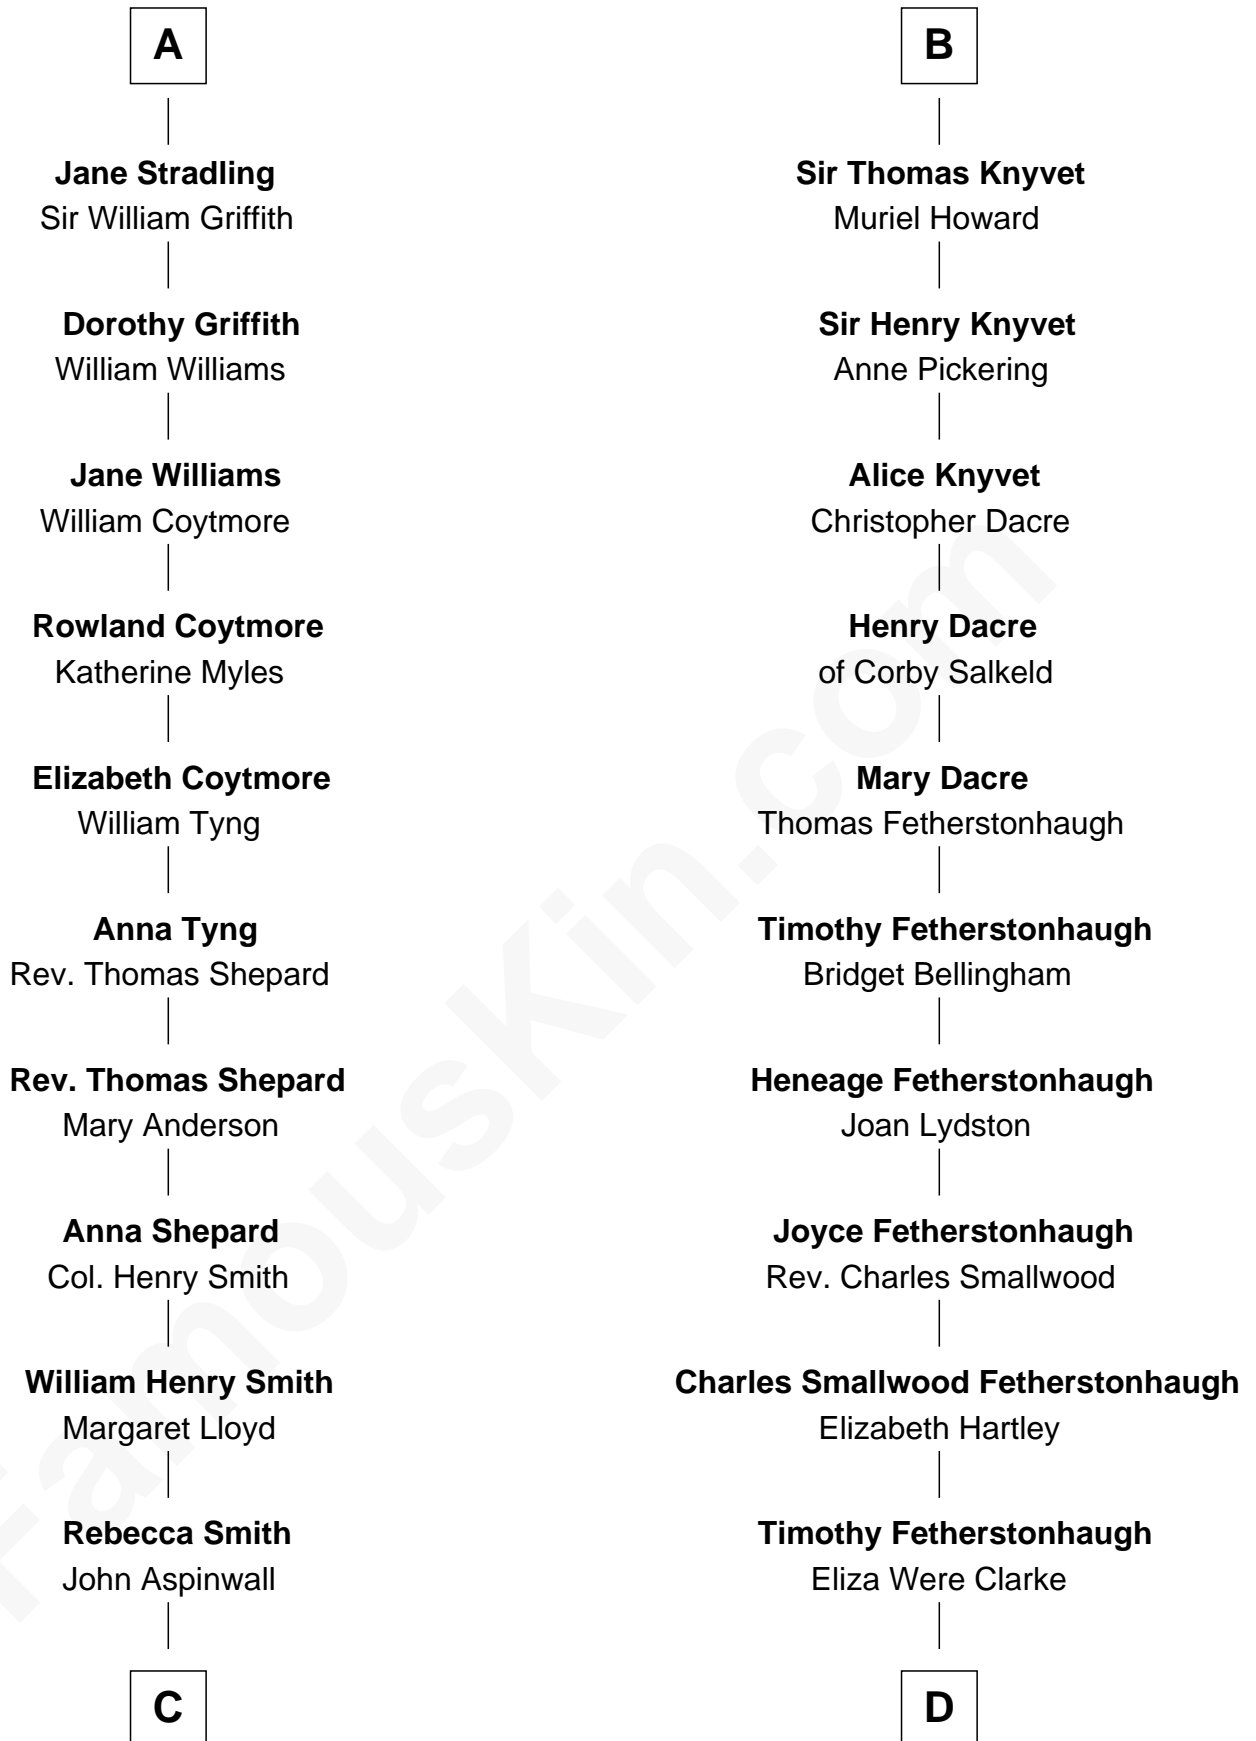 A
Jane Stradling
Sir William Griffith
Dorothy Griffith
William Williams
Jane Williams
William Coytmore
Rowland Coytmore
Katherine Myles
Elizabeth Coytmore
William Tyng
Anna Tyng
Rev. Thomas Shepard
Rev. Thomas Shepard
Mary Anderson
Anna Shepard
Col. Henry Smith
William Henry Smith
Margaret Lloyd
Rebecca Smith
John Aspinwall
C
B
Sir Thomas Knyvet
Muriel Howard
Sir Henry Knyvet
Anne Pickering
Alice Knyvet
Christopher Dacre
Henry Dacre
of Corby Salkeld
Mary Dacre
Thomas Fetherstonhaugh
Timothy Fetherstonhaugh
Bridget Bellingham
Heneage Fetherstonhaugh
Joan Lydston
Joyce Fetherstonhaugh
Rev. Charles Smallwood
Charles Smallwood Fetherstonhaugh
Elizabeth Hartley
Timothy Fetherstonhaugh
Eliza Were Clarke
D
FamousKin.com